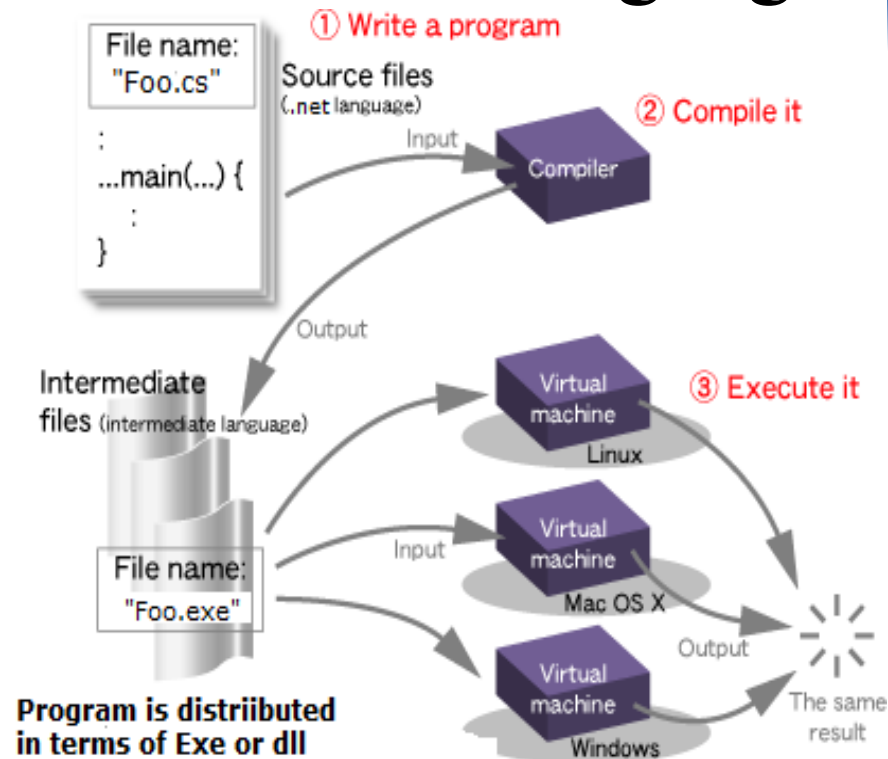 ① Write a program
File name:
"Foo.cs"
Source files
(.net language)
② Compile it
Input
:
...main(...) {
:
}
Compiler
Output
Intermediate
files (intermediate language)
Virtual
machine
Linux
③ Execute it
Virtual
machine
Mac OS X
Input
File name:
"Foo.exe"
Output
Virtual
machine
Windows
The same
result
Program is distriibuted
in terms of Exe or dll